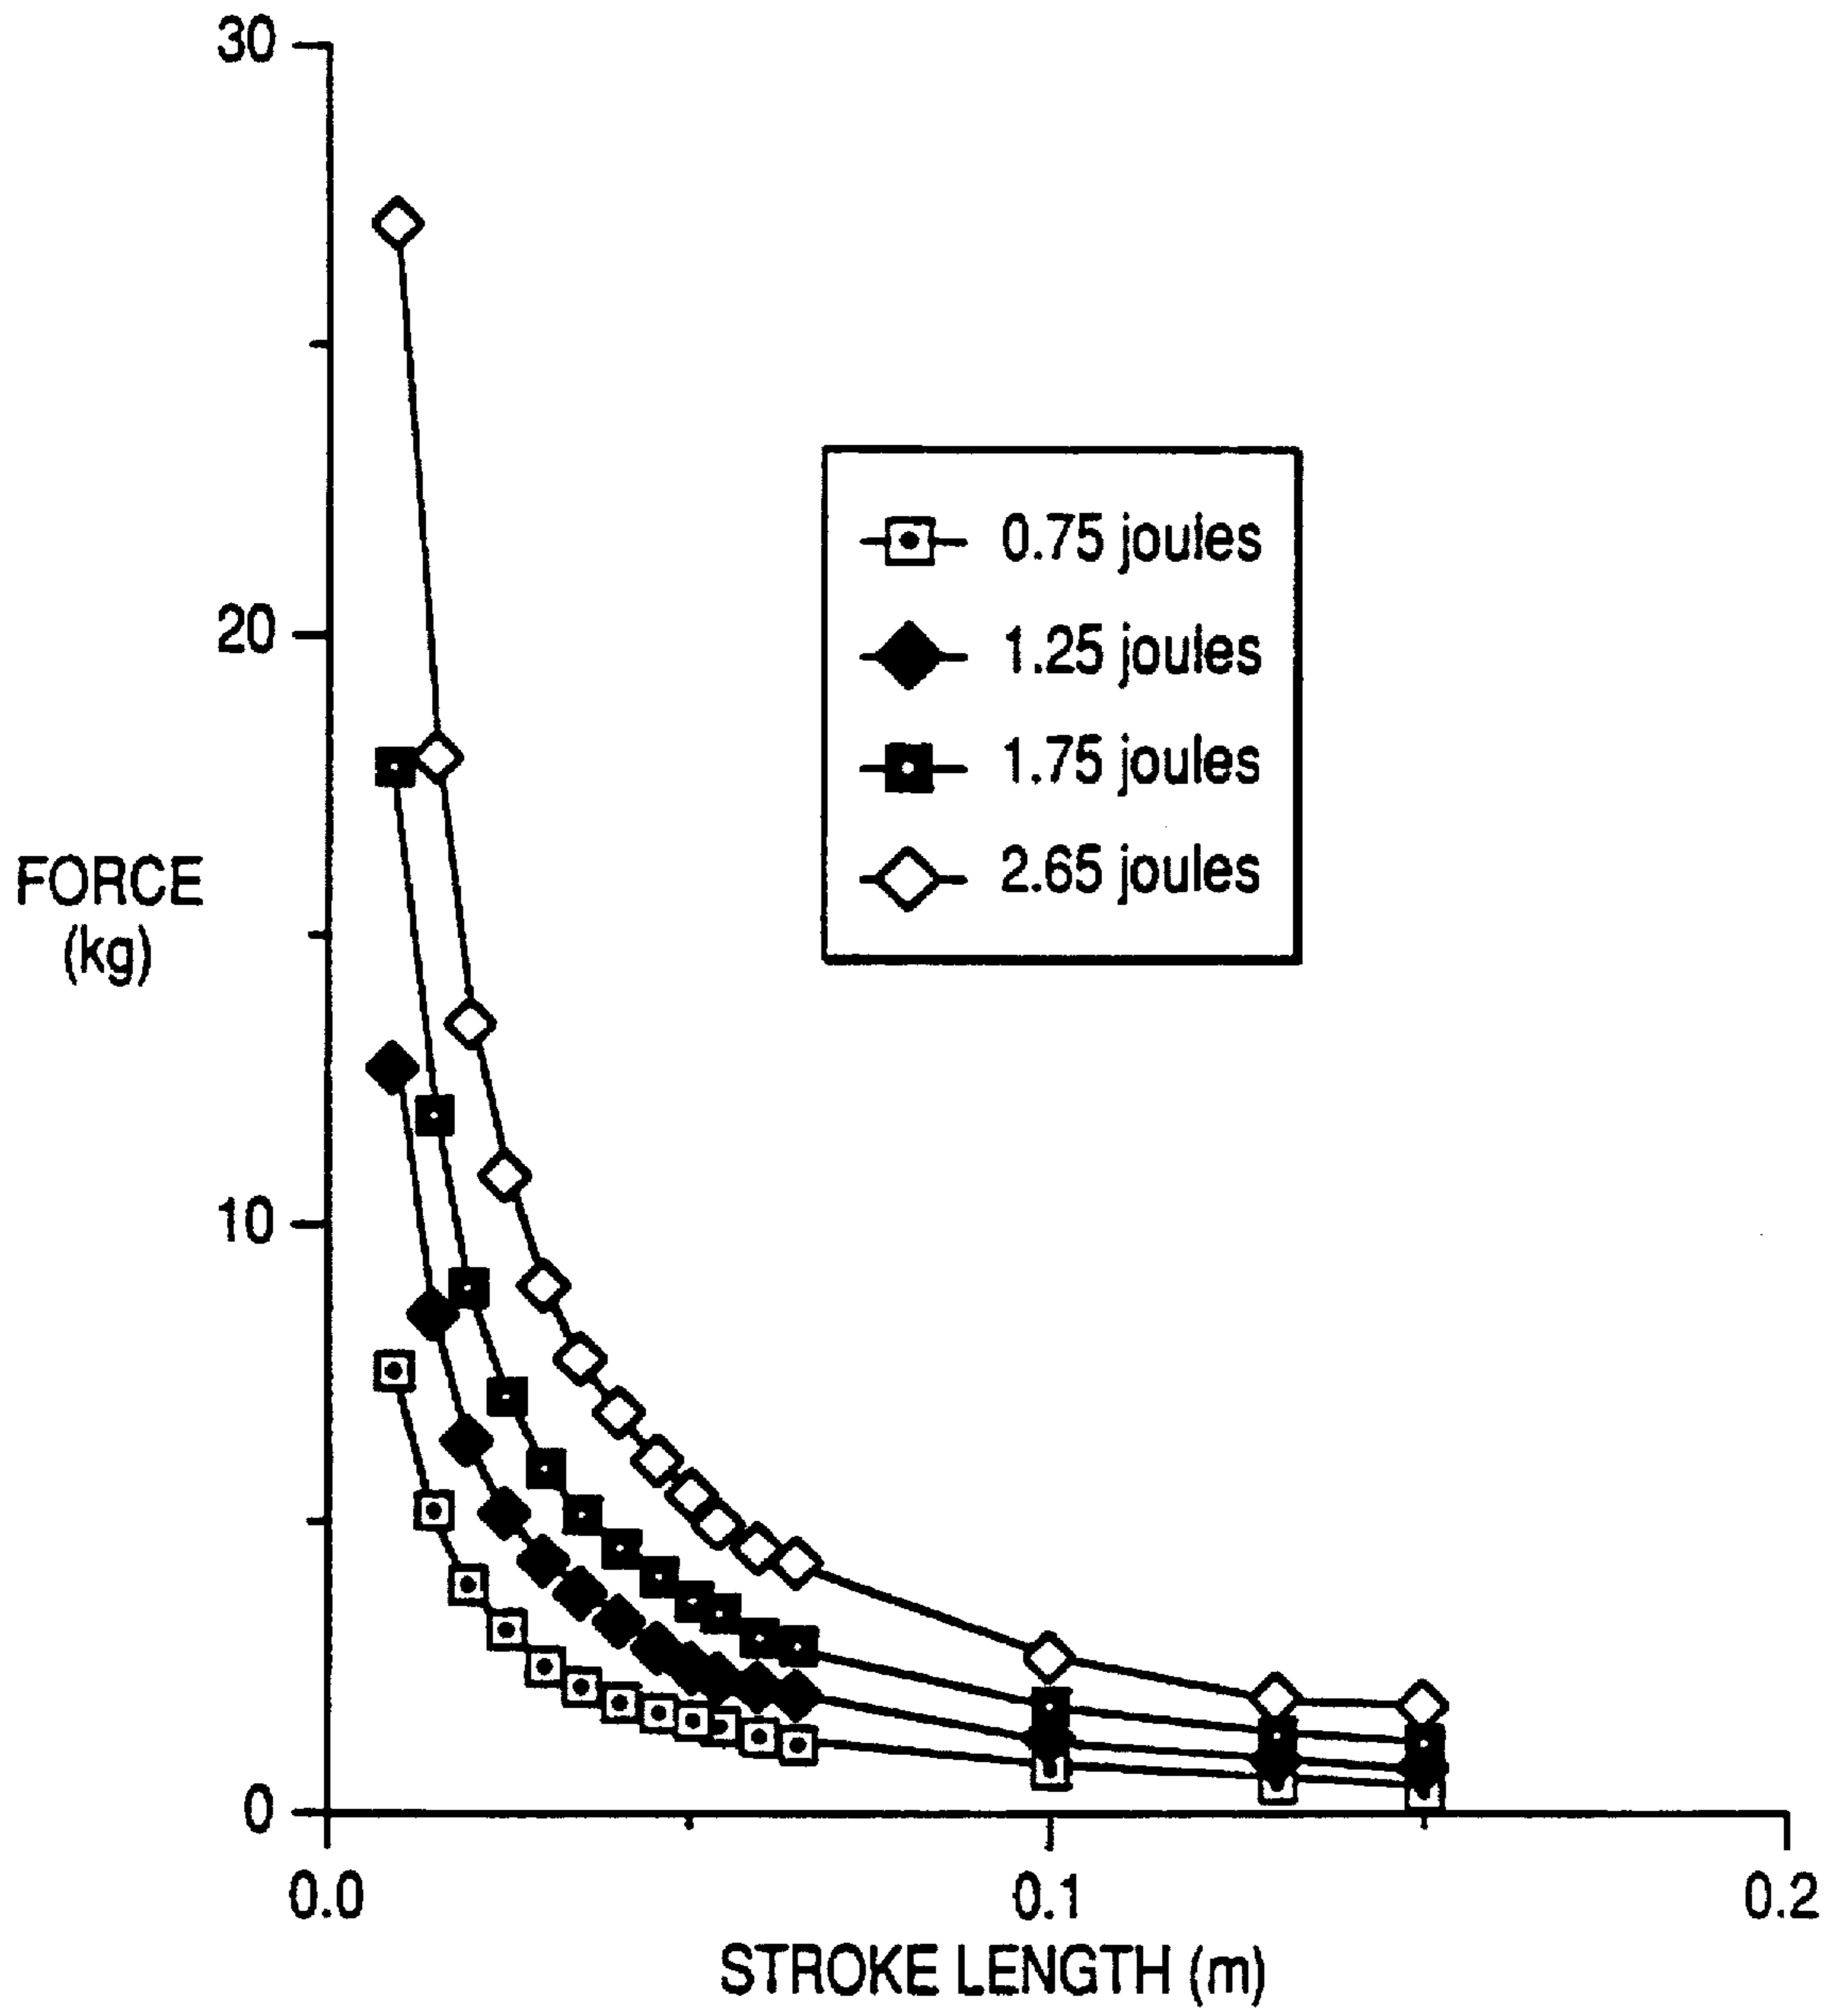 30
20
10
0
FORCE
(kg)
0.75 joules
1.25 joules
1.75 joules
2.65 joules
0.0
0.1
0.2
STROKE LENGTH (m)